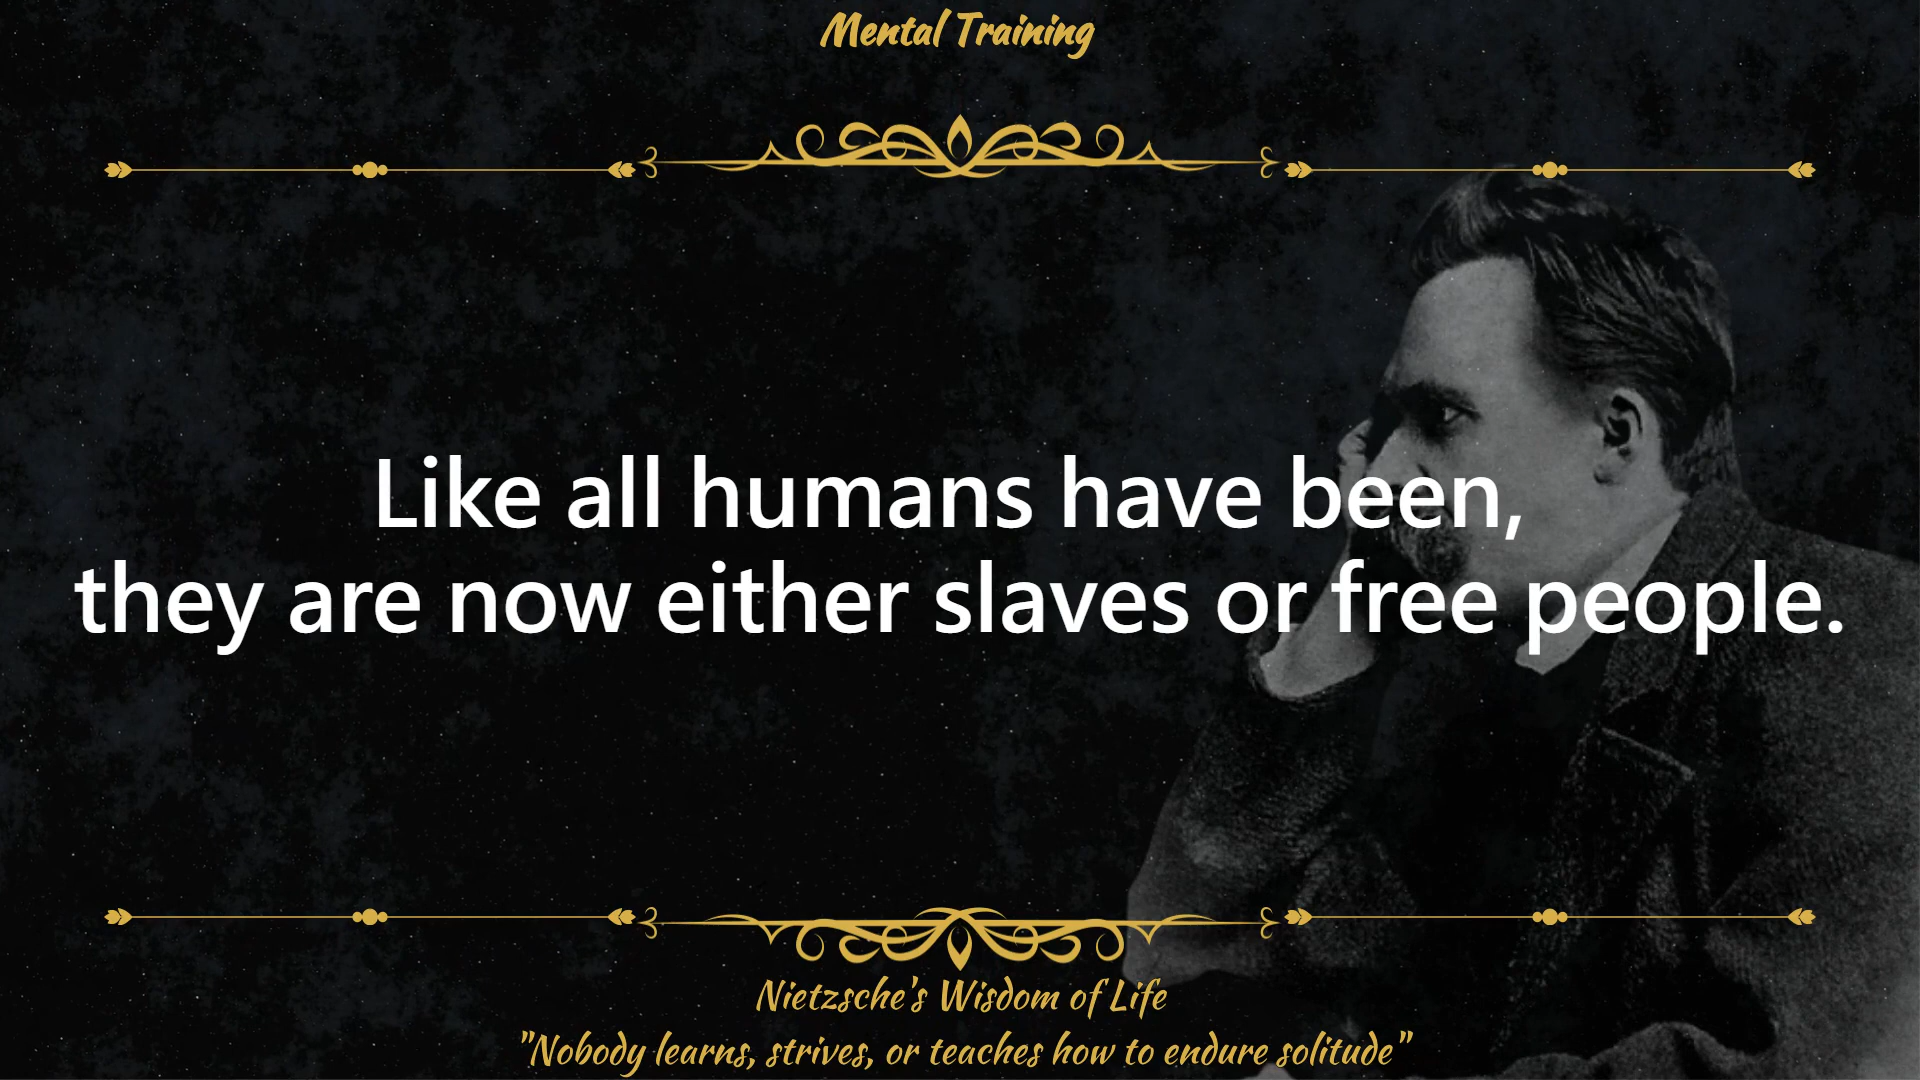 Mental Training
Like all humans have been,
they are now either slaves or free people.
Nietzsche's Wisdom of Life
"Nobody learns, strives, or teaches how to endure solitude"